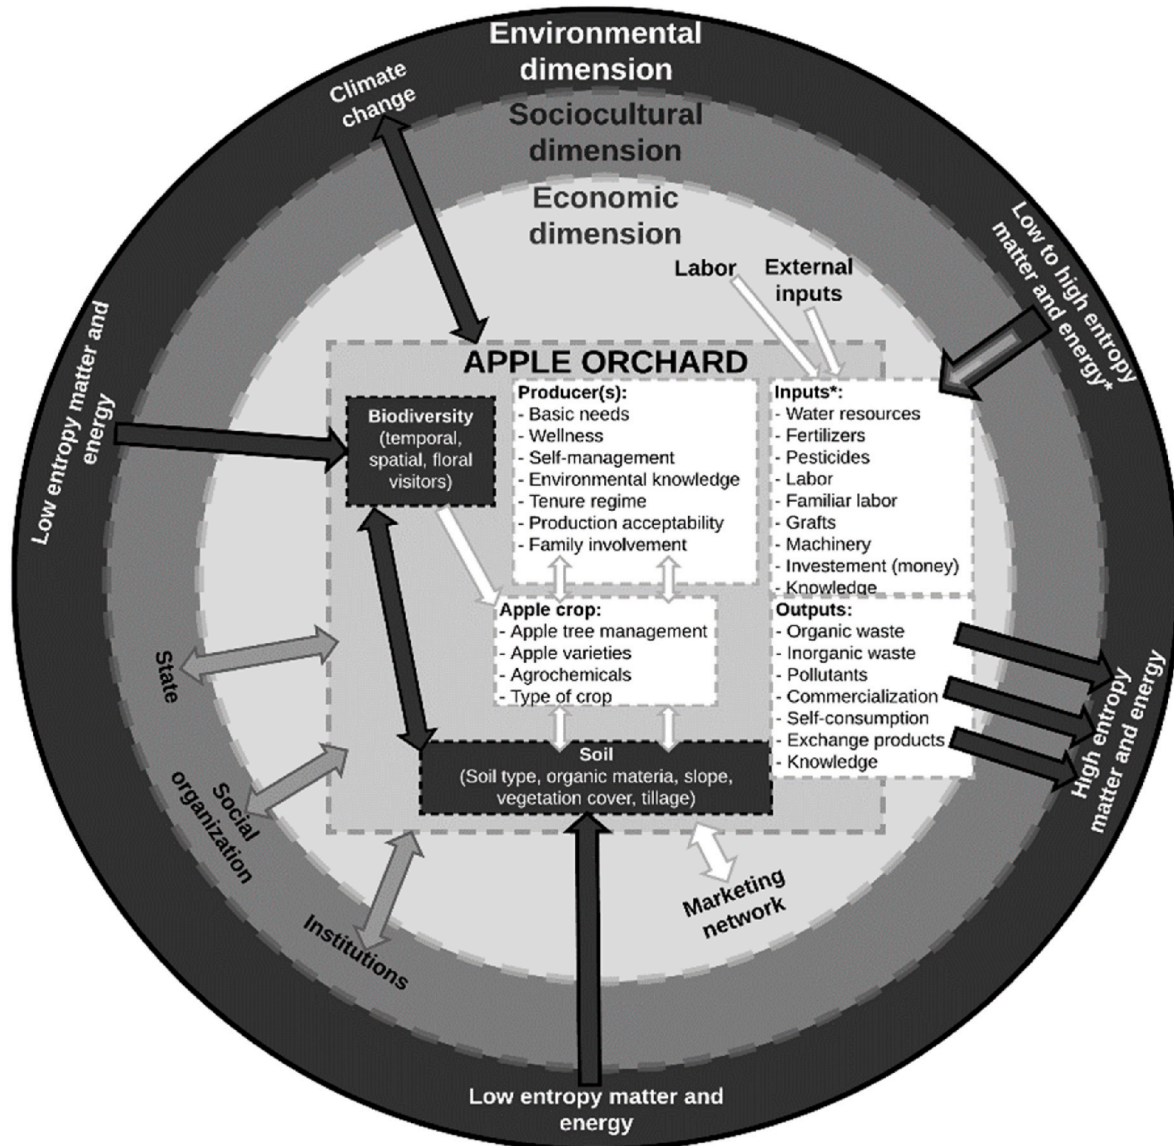 Environmental
dimension
Sociocultural
dimension
Economic
dimension
Climate
change
Low to high entropy
matter and energy*
Labor
External
inputs
Low entropy matter and
energy
APPLE ORCHARD
Biodiversity
(temporal,
spatial, floral
visitors)
Producer(s):
- Basic needs
- Wellness
- Self-management
- Environmental knowledge
- Tenure regime
- Production acceptability
- Family involvement
Inputs*:
- Water resources
- Fertilizers
- Pesticides
- Labor
- Familiar labor
- Grafts
- Machinery
- Investement (money)
- Knowledge
Apple crop:
- Apple tree management
- Apple varieties
- Agrochemicals
- Type of crop
Outputs:
- Organic waste
- Inorganic waste
- Pollutants
- Commercialization
- Self-consumption
- Exchange products
- Knowledge
Soil
(Soil type, organic materia, slope,
vegetation cover, tillage)
State
Social
organization
Institutions
Marketing
network
High entropy
matter and energy
Low entropy matter and
energy